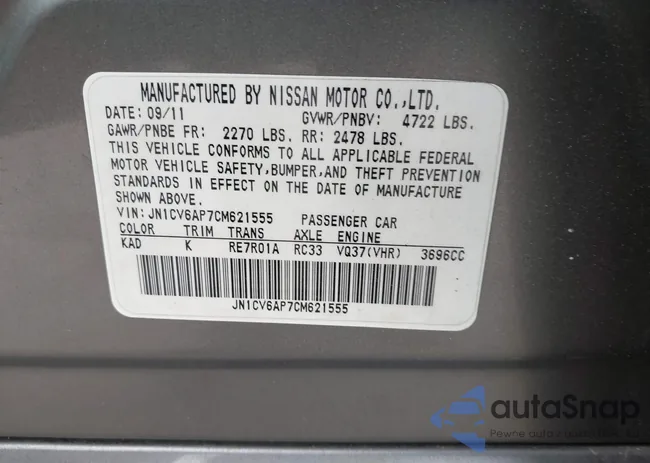 MANUFACTURED BY NISSAN MOTOR CO.,LTD.
DATE: 09/11 GVWR/PNBV: 4722 LBS.
GAWR/PNBE FR: 2270 LBS. RR: 2478 LBS.
THIS VEHICLE CONFORMS TO ALL APPLICABLE FEDERAL
MOTOR VEHICLE SAFETY,BUMPER,AND THEFT PREVENTION
STANDARDS IN EFFECT ON THE DATE OF MANUFACTURE
SHOWN ABOVE.
VIN: JN1CV6AP7CM621555 PASSENGER CAR
COLOR TRIM TRANS AXLE ENGINE
KAD K RE7R01A RC33 VQ37(VHR) 3696CC
JN1CV6AP7CM621555
autaSnap
Pewne auto z